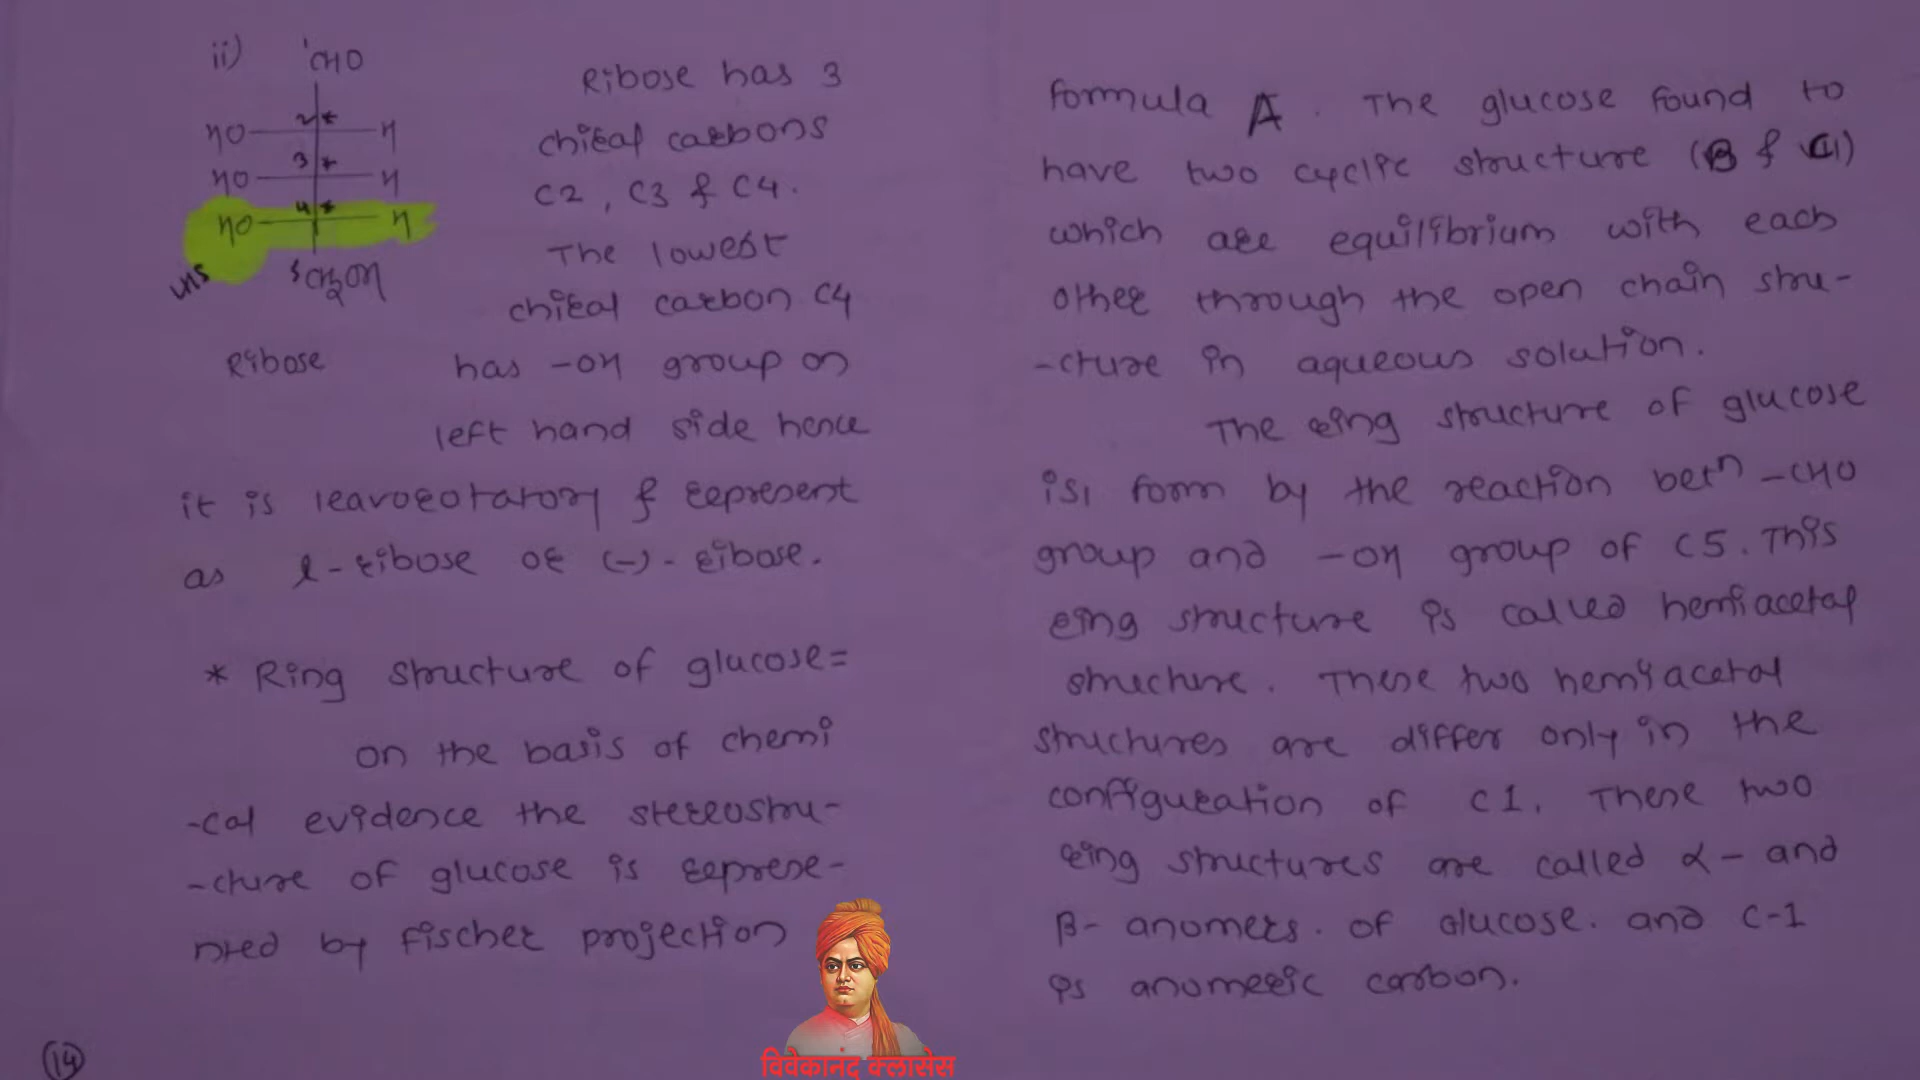 ii) ¹CHO
HO 2* H
HO 3* H
HO 4* H
LHS ⁵CH₂OH
Ribose
Ribose has 3
chiral carbons
C2, C3 & C4.
The lowest
chiral carbon C4
has -OH group on
left hand side hence
it is leavorotatory & represent
as l-ribose or (-)-ribose.
* Ring structure of glucose=
on the basis of chemi
-cal evidence the stereostru-
-cture of glucose is represe-
nted by fischer projection
14
formula A. The glucose found to
have two cyclic structure (B & C)
which are equilibrium with each
other through the open chain stru-
-cture in aqueous solution.
The ring structure of glucose
is, form by the reaction betⁿ -CHO
group and -OH group of C5. This
ring structure is called hemiacetal
structure. These two hemiacetal
structures are differ only in the
configuration of C1. These two
ring structures are called α- and
β- anomers. of Glucose. and C-1
is anomeric carbon.
विवेकानंद क्लासेस